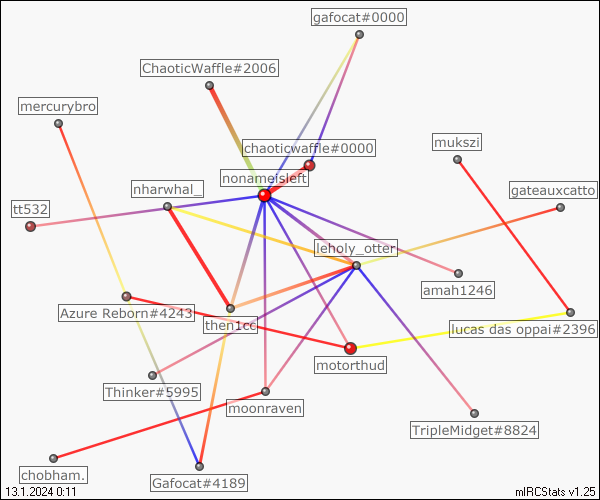 gafocat#0000
ChaoticWaffle#2006
mercurybro
chaoticwaffle#0000
mukszi
nonameisleft
nharwhal_
gateauxcatto
tt532
leholy_otter
amah1246
Azure Reborn#4243
then1cc
lucas das oppai#2396
motorthud
Thinker#5995
moonraven
TripleMidget#8824
chobham.
Gafocat#4189
13.1.2024 0:11
mIRCStats v1.25